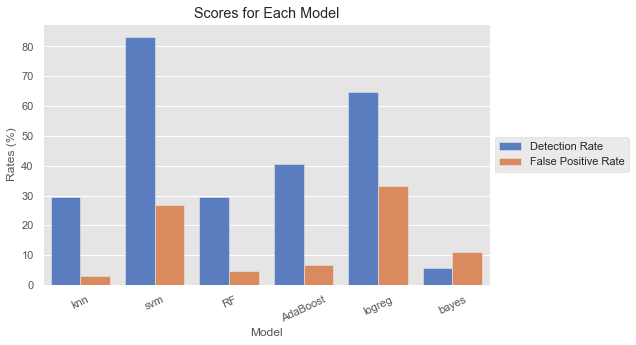 Scores for Each Model
Rates (%)
80
70
60
50
40
30
20
10
0
knn
svm
RF
AdaBoost
logreg
bayes
Model
Detection Rate
False Positive Rate